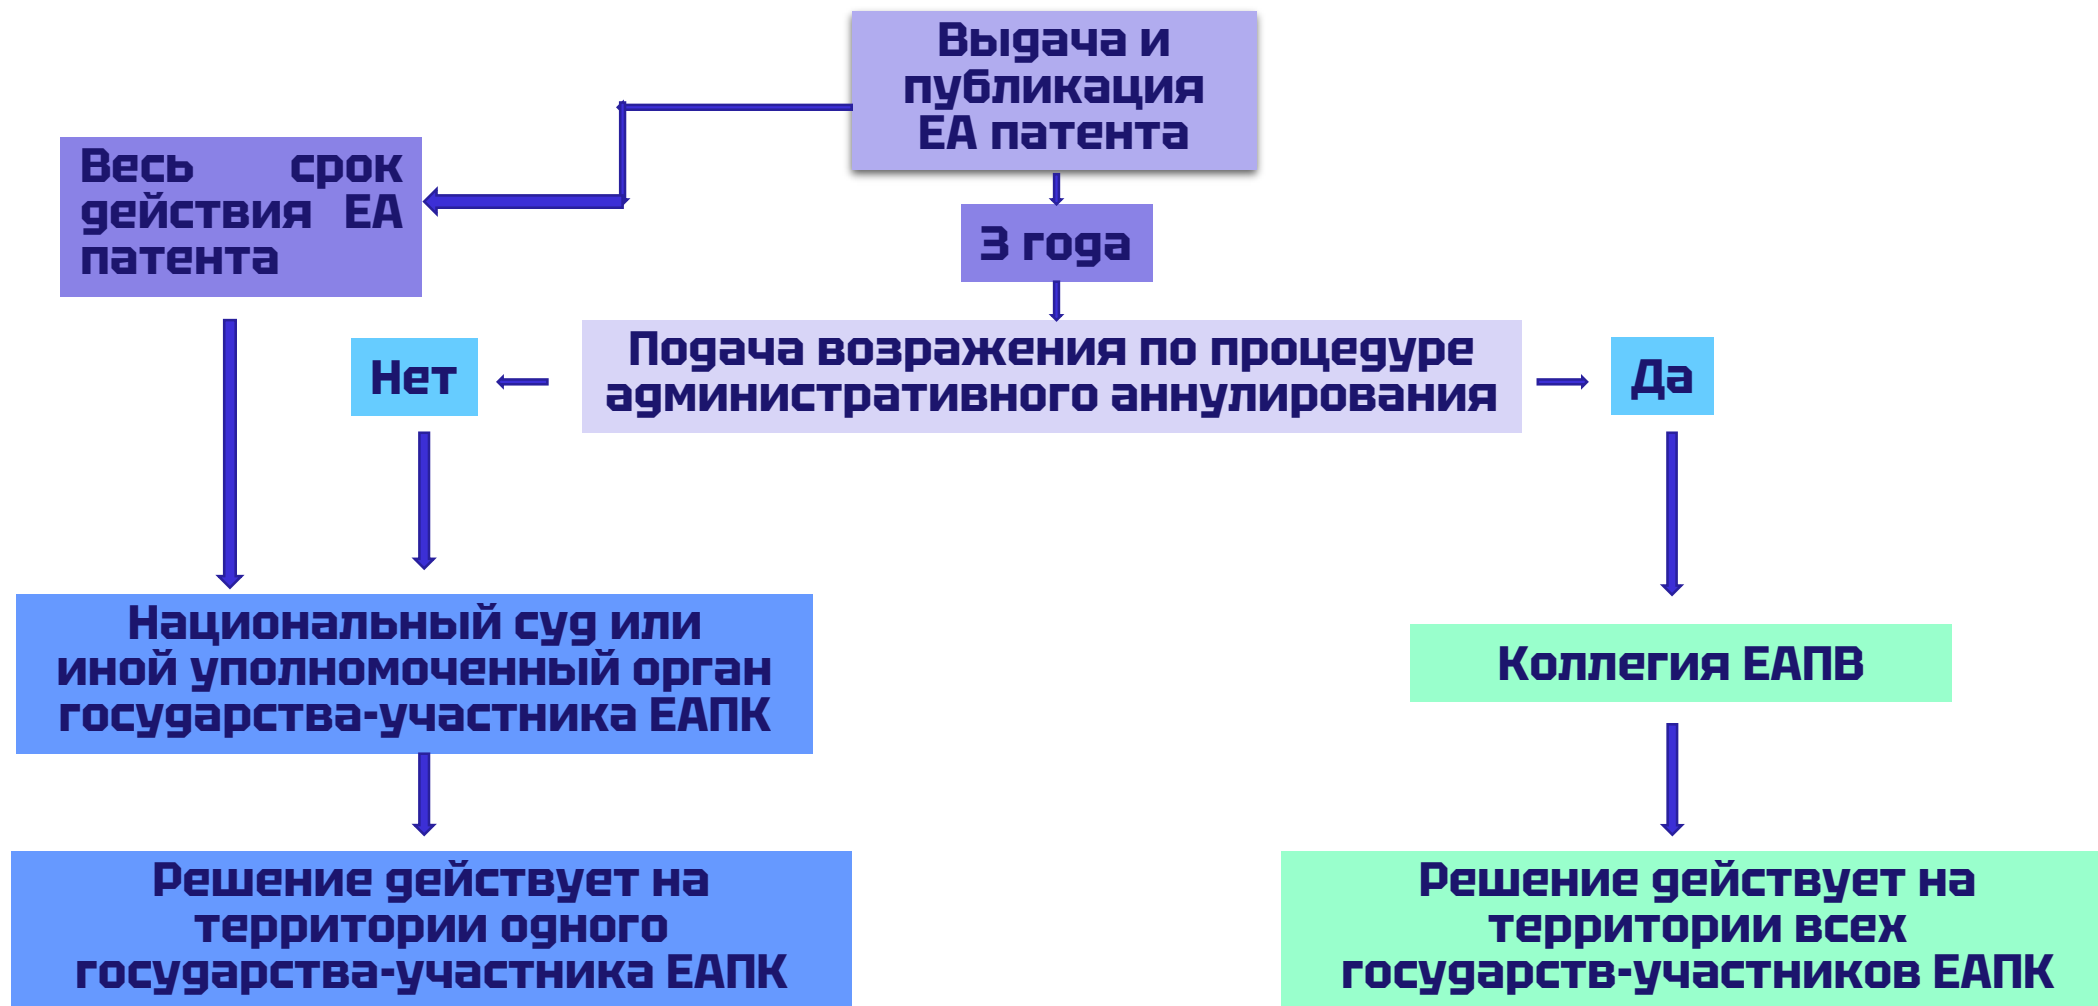 Выдача и
публикация
ЕА патента
Весь срок
действия ЕА
патента
3 года
Подача возражения по процедуре
административного аннулирования
Нет
Да
Национальный суд или
иной уполномоченный орган
государства-участника ЕАПК
Коллегия ЕАПВ
Решение действует на
территории одного
государства-участника ЕАПК
Решение действует на
территории всех
государств-участников ЕАПК